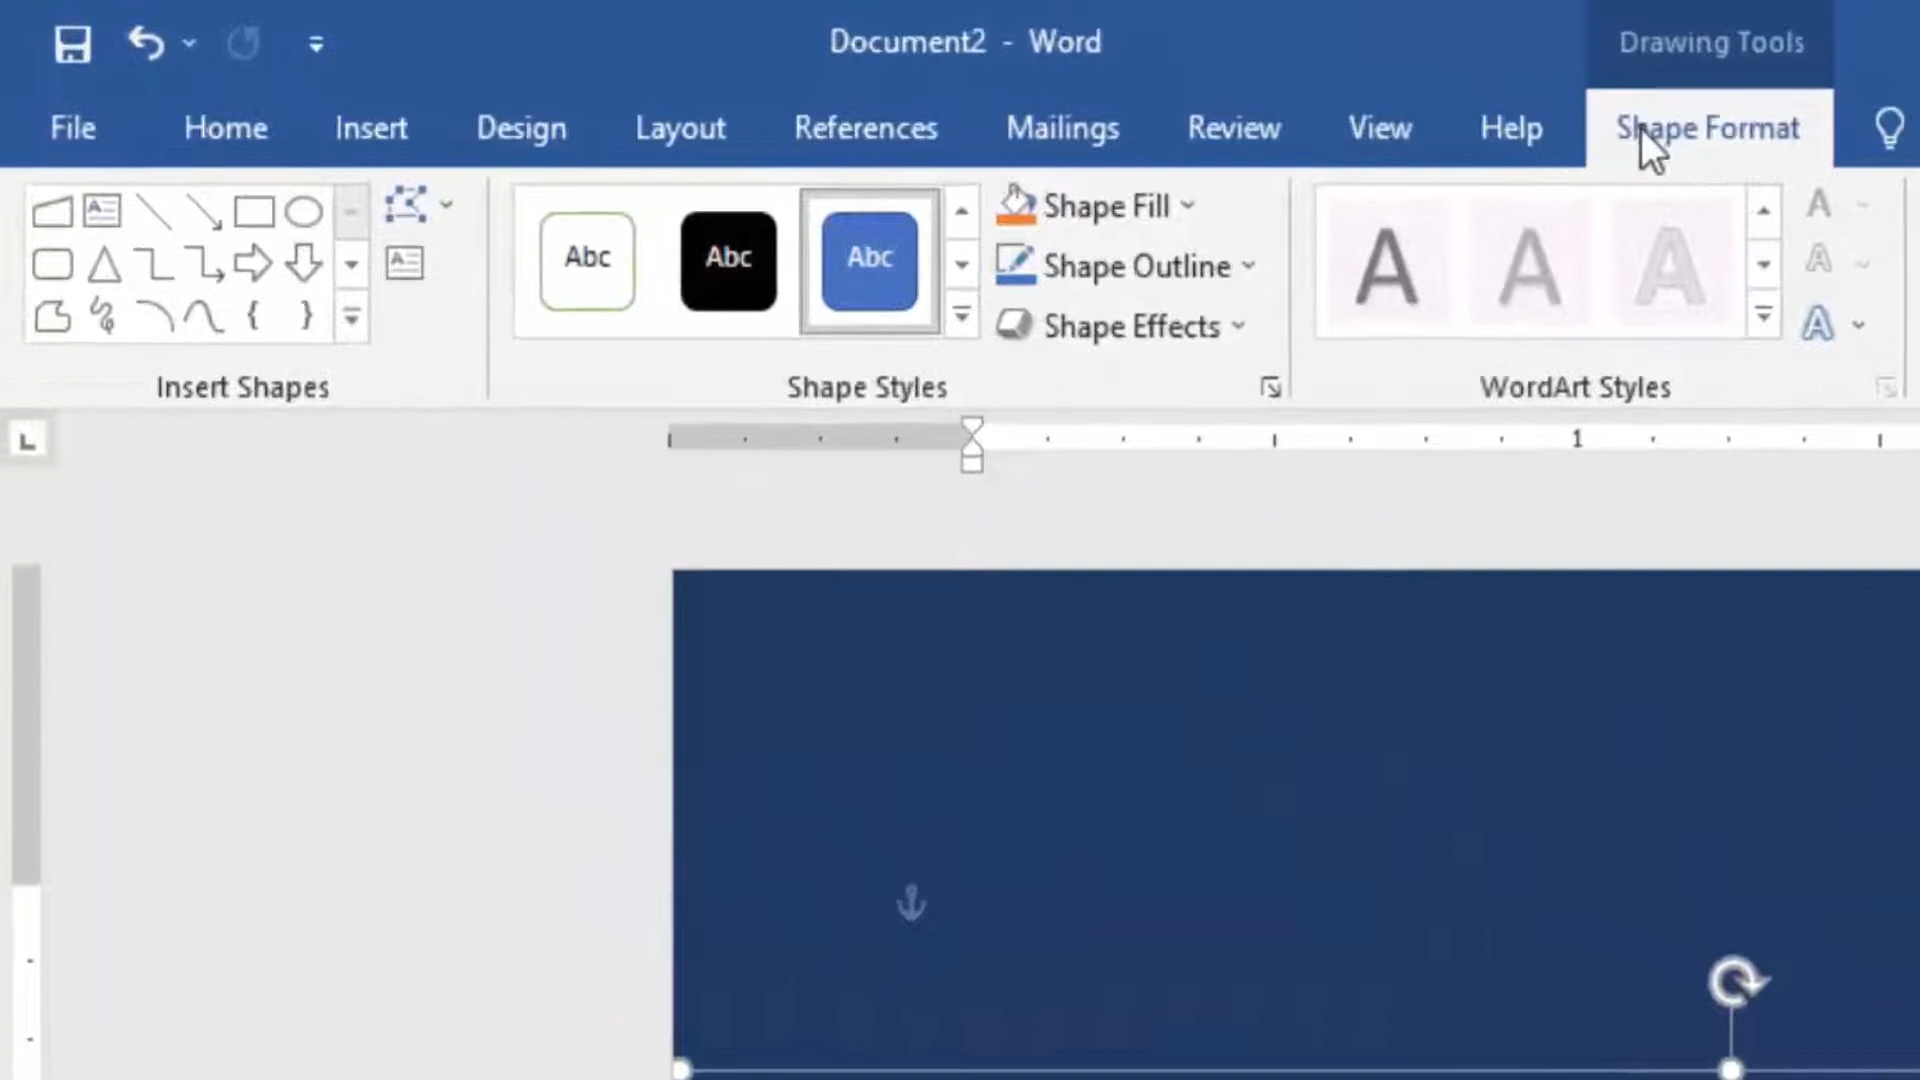 Document2 - Word
Drawing Tools
File Home Insert Design Layout References Mailings Review View Help Shape Format
Abc Abc Abc
Shape Fill
Shape Outline
Shape Effects
A A A
Insert Shapes Shape Styles WordArt Styles
1